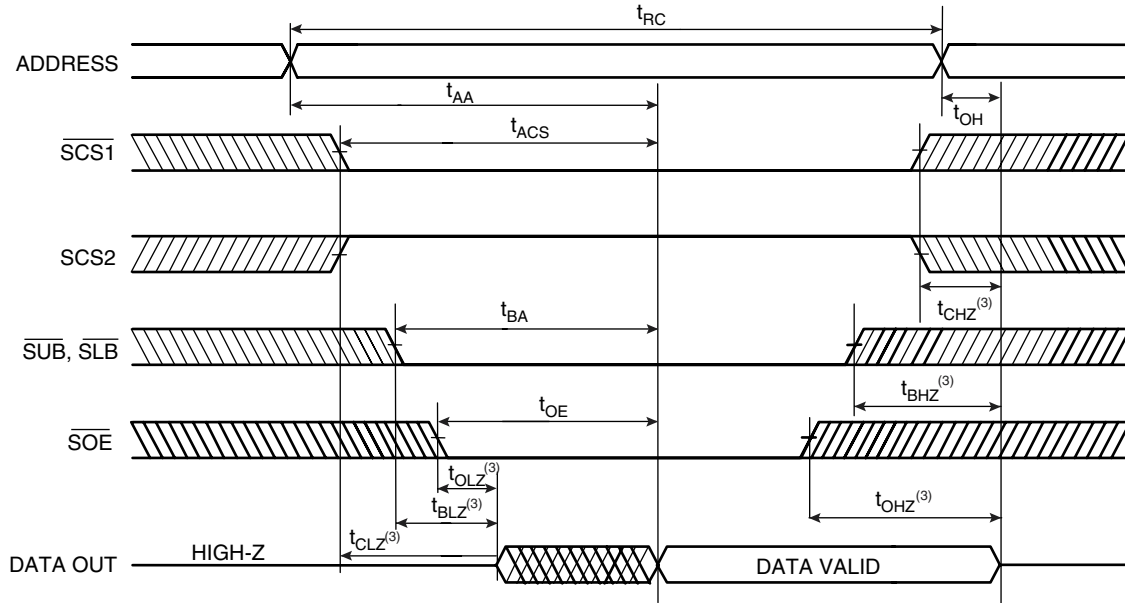 tRC
ADDRESS
tAA
tOH
tACS
SCS1
SCS2
tCHZ(3)
tBA
SUB, SLB
tBHZ(3)
tOE
SOE
tOLZ(3)
tOHZ(3)
tBLZ(3)
tCLZ(3)
HIGH-Z
DATA OUT
DATA VALID